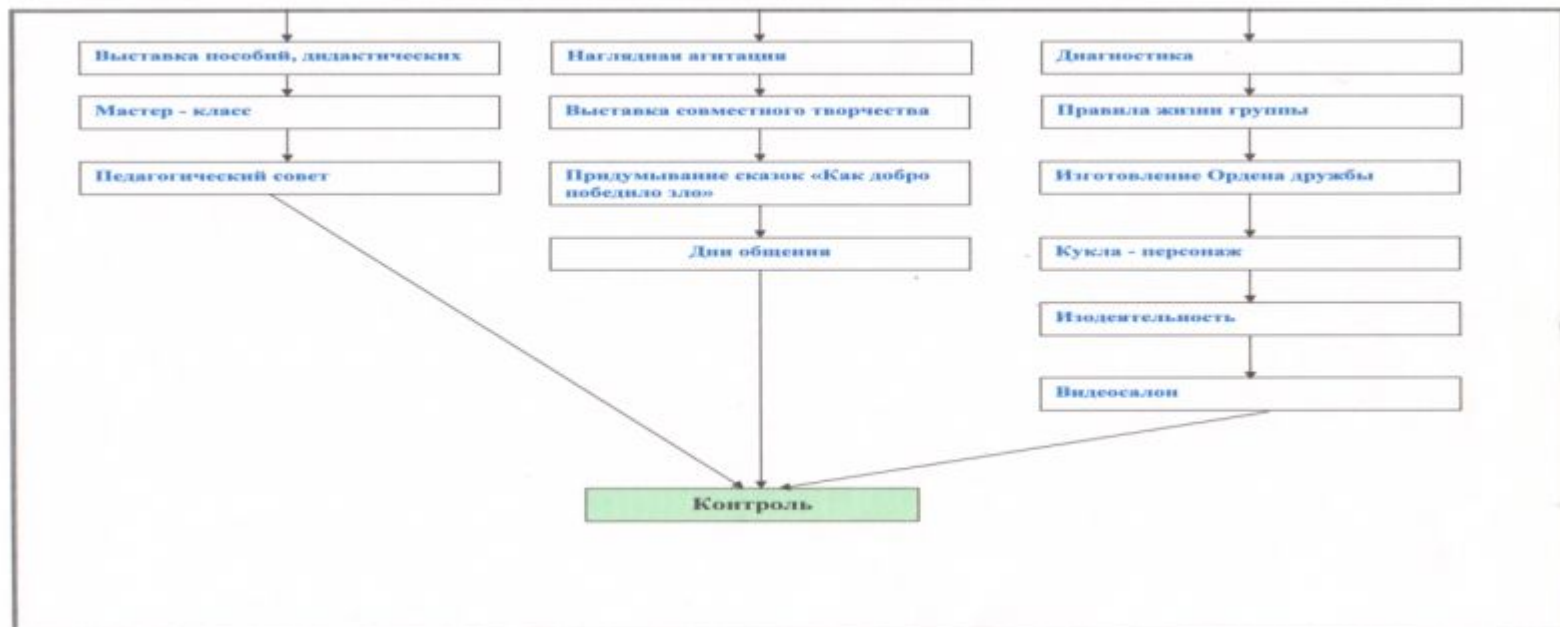 Выставка пособий, дидактических
Мастер - класс
Педагогический совет
Наглядная агитация
Выставка совместного творчества
Придумывание сказок «Как добро
победило зло»
Дни общения
Диагностика
Правила жизни группы
Изготовление Ордена дружбы
Кукла - персонаж
Изодеятельность
Видеосалон
Контроль